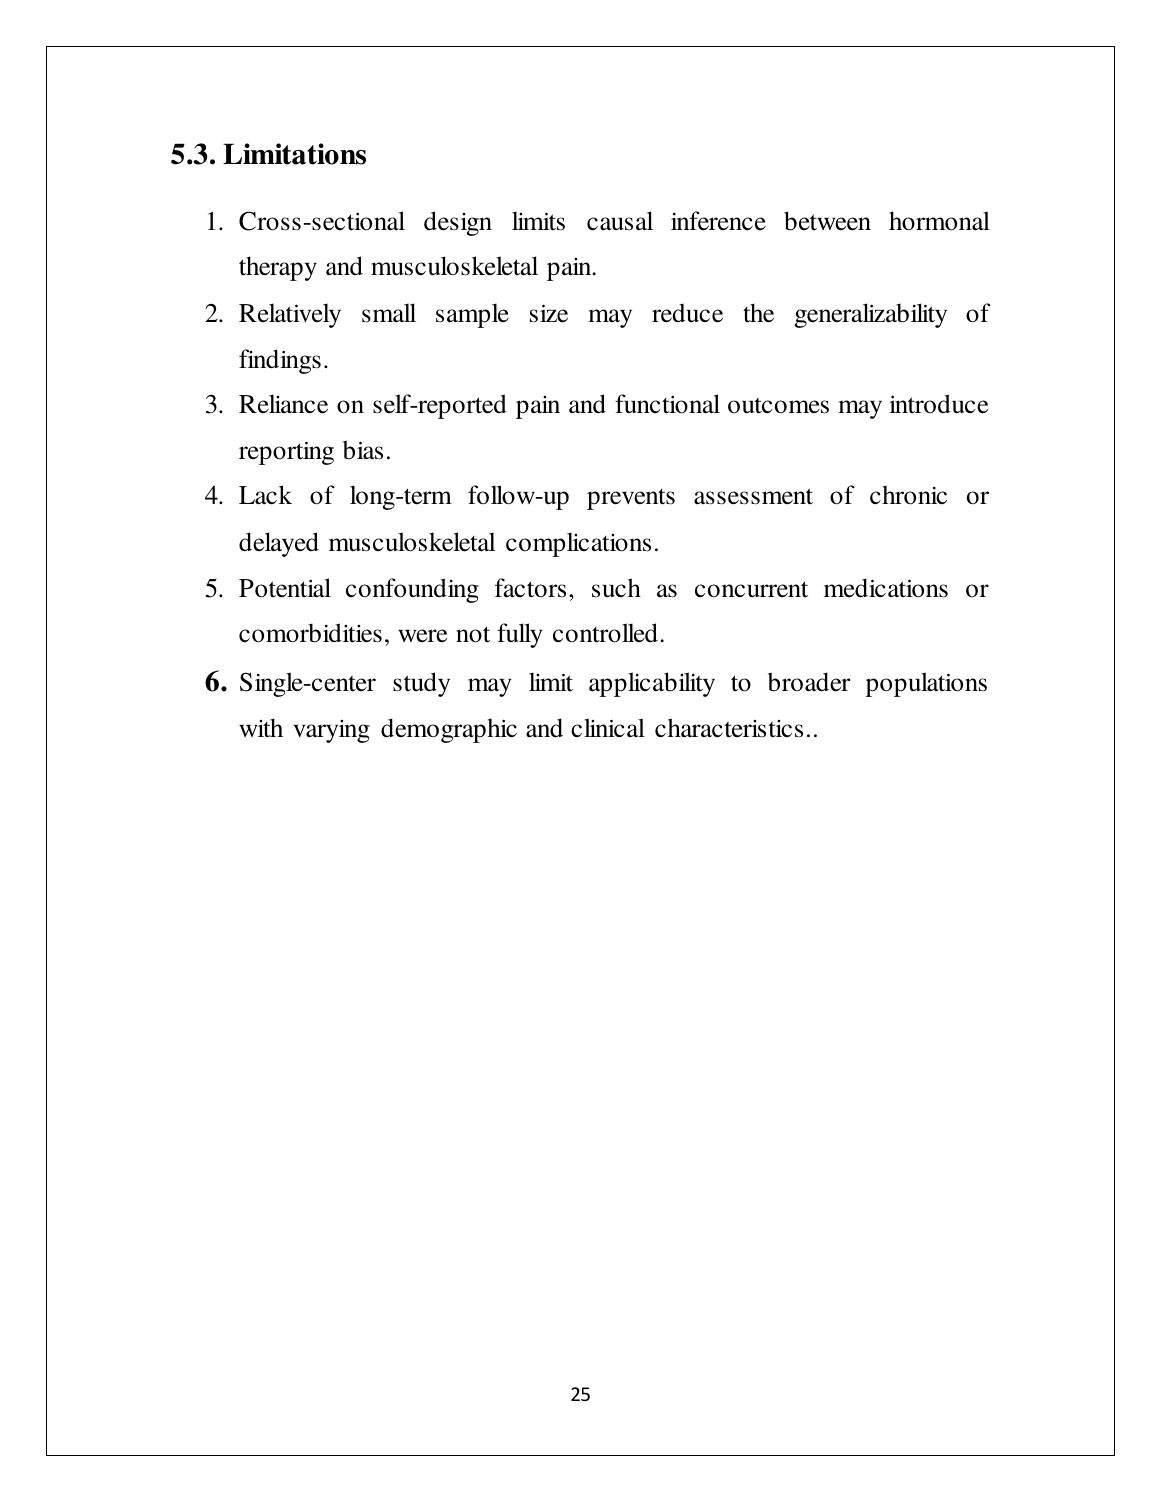 5.3. Limitations
1. Cross-sectional design limits causal inference between hormonal
therapy and musculoskeletal pain.
2. Relatively small sample size may reduce the generalizability of
findings.
3. Reliance on self-reported pain and functional outcomes may introduce
reporting bias.
4. Lack of long-term follow-up prevents assessment of chronic or
delayed musculoskeletal complications.
5. Potential confounding factors, such as concurrent medications or
comorbidities, were not fully controlled.
6. Single-center study may limit applicability to broader populations
with varying demographic and clinical characteristics..
25